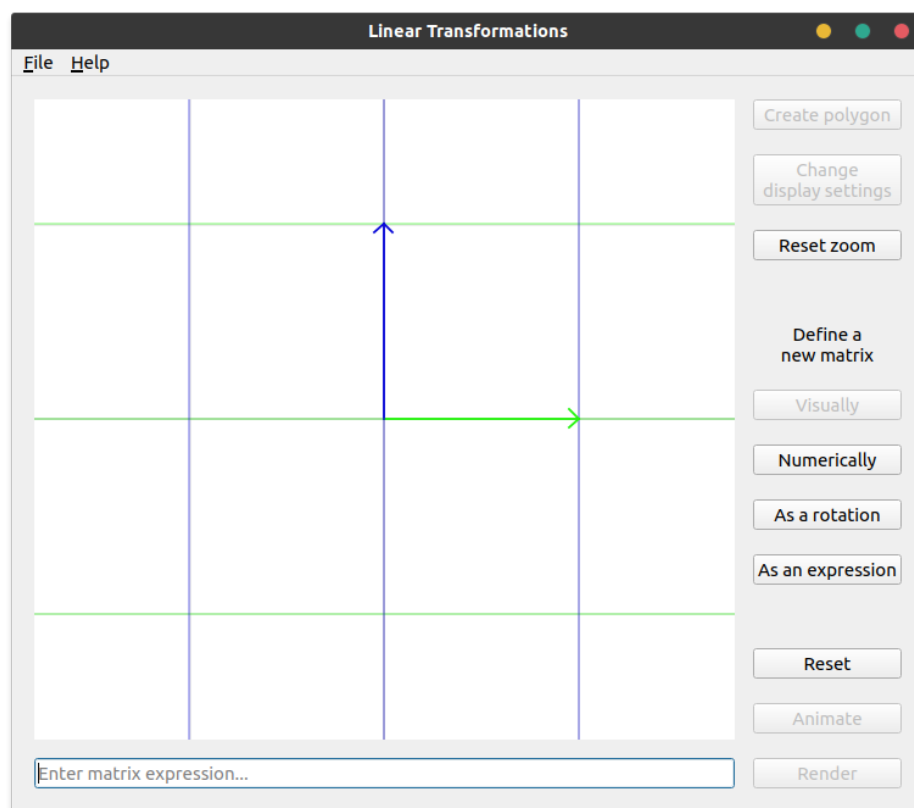 Linear Transformations
File Help
Create polygon
Change
display settings
Reset zoom
Define a
new matrix
Visually
Numerically
As a rotation
As an expression
Reset
Animate
Enter matrix expression...
Render